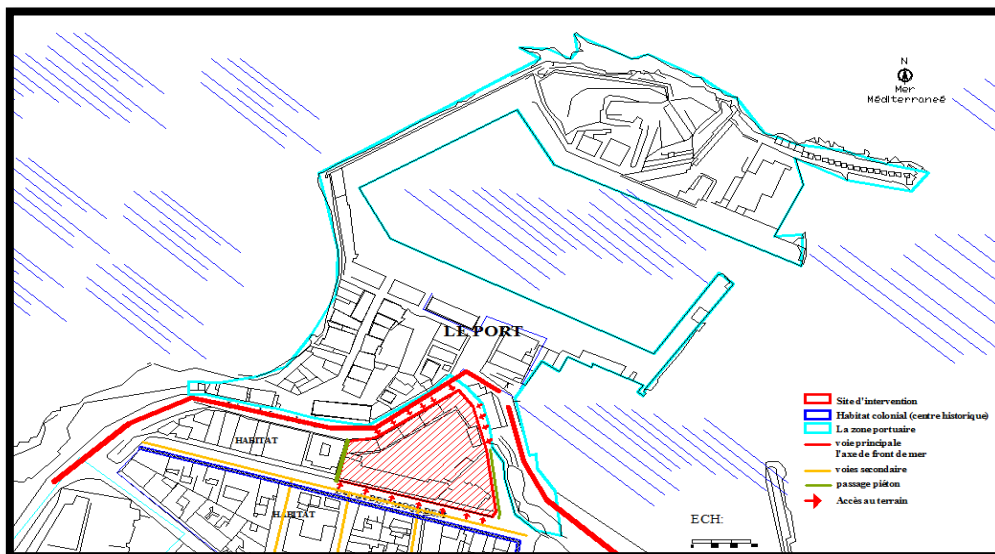 N
Mer
Méditerraneé
LE PORT
HABITAT
HABITAT
Site d'intervention
Habitat colonial (centre historique)
La zone portuaire
voie principale
l'axe de front de mer
voies secondaire
passage piéton
Accès au terrain
ECH: